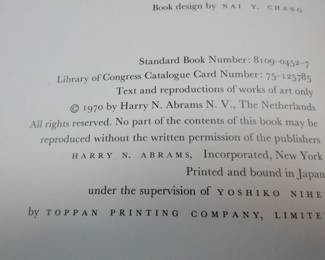 Book design by NAI Y. CHANG
Standard Book Number: 8109-0452-7
Library of Congress Catalogue Card Number: 75-125785
Text and reproductions of works of art only
© 1970 by Harry N. Abrams N. V., The Netherlands
All rights reserved. No part of the contents of this book may be
reproduced without the written permission of the publishers
HARRY N. ABRAMS, Incorporated, New York
Printed and bound in Japan
under the supervision of YOSHIKO NIHE
by TOPPAN PRINTING COMPANY, LIMITE